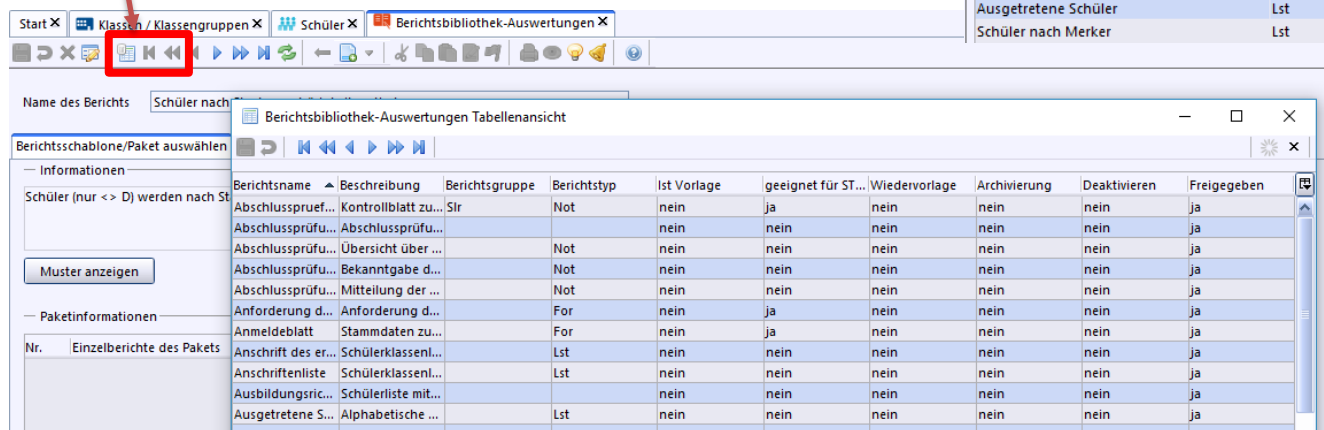 Ausgetretene Schüler Lst
Schüler nach Merker Lst
Start Klassen / Klassengruppen Schüler Berichtsbibliothek-Auswertungen
Name des Berichts Schüler nach
Berichtsbibliothek-Auswertungen Tabellenansicht
Berichtsschablone/Paket auswählen
Informationen
Schüler (nur <> D) werden nach St
Muster anzeigen
Paketinformationen
Nr. Einzelberichte des Pakets
Berichtsname Beschreibung Berichtsgruppe Berichtstyp Ist Vorlage geeignet für ST... Wiedervorlage Archivierung Deaktivieren Freigegeben
Abschlusspruef... Kontrollblatt zu... Slr Not nein ja nein nein nein ja
Abschlussprüfu... Abschlussprüfu... nein nein nein nein nein ja
Abschlussprüfu... Übersicht über ... Not nein nein nein nein nein ja
Abschlussprüfu... Bekanntgabe d... Not nein nein nein nein nein ja
Abschlussprüfu... Mitteilung der ... Not nein nein nein nein nein ja
Anforderung d... Anforderung d... For nein ja nein nein nein ja
Anmeldeblatt Stammdaten zu... For nein ja nein nein nein ja
Anschrift des er... Schülerklassenl... Lst nein nein nein nein nein ja
Anschriftenliste Schülerklassenl... Lst nein nein nein nein nein ja
Ausbildungsric... Schülerliste mit... nein nein nein nein nein ja
Ausgetretene S... Alphabetische ... Lst nein nein nein nein nein ja